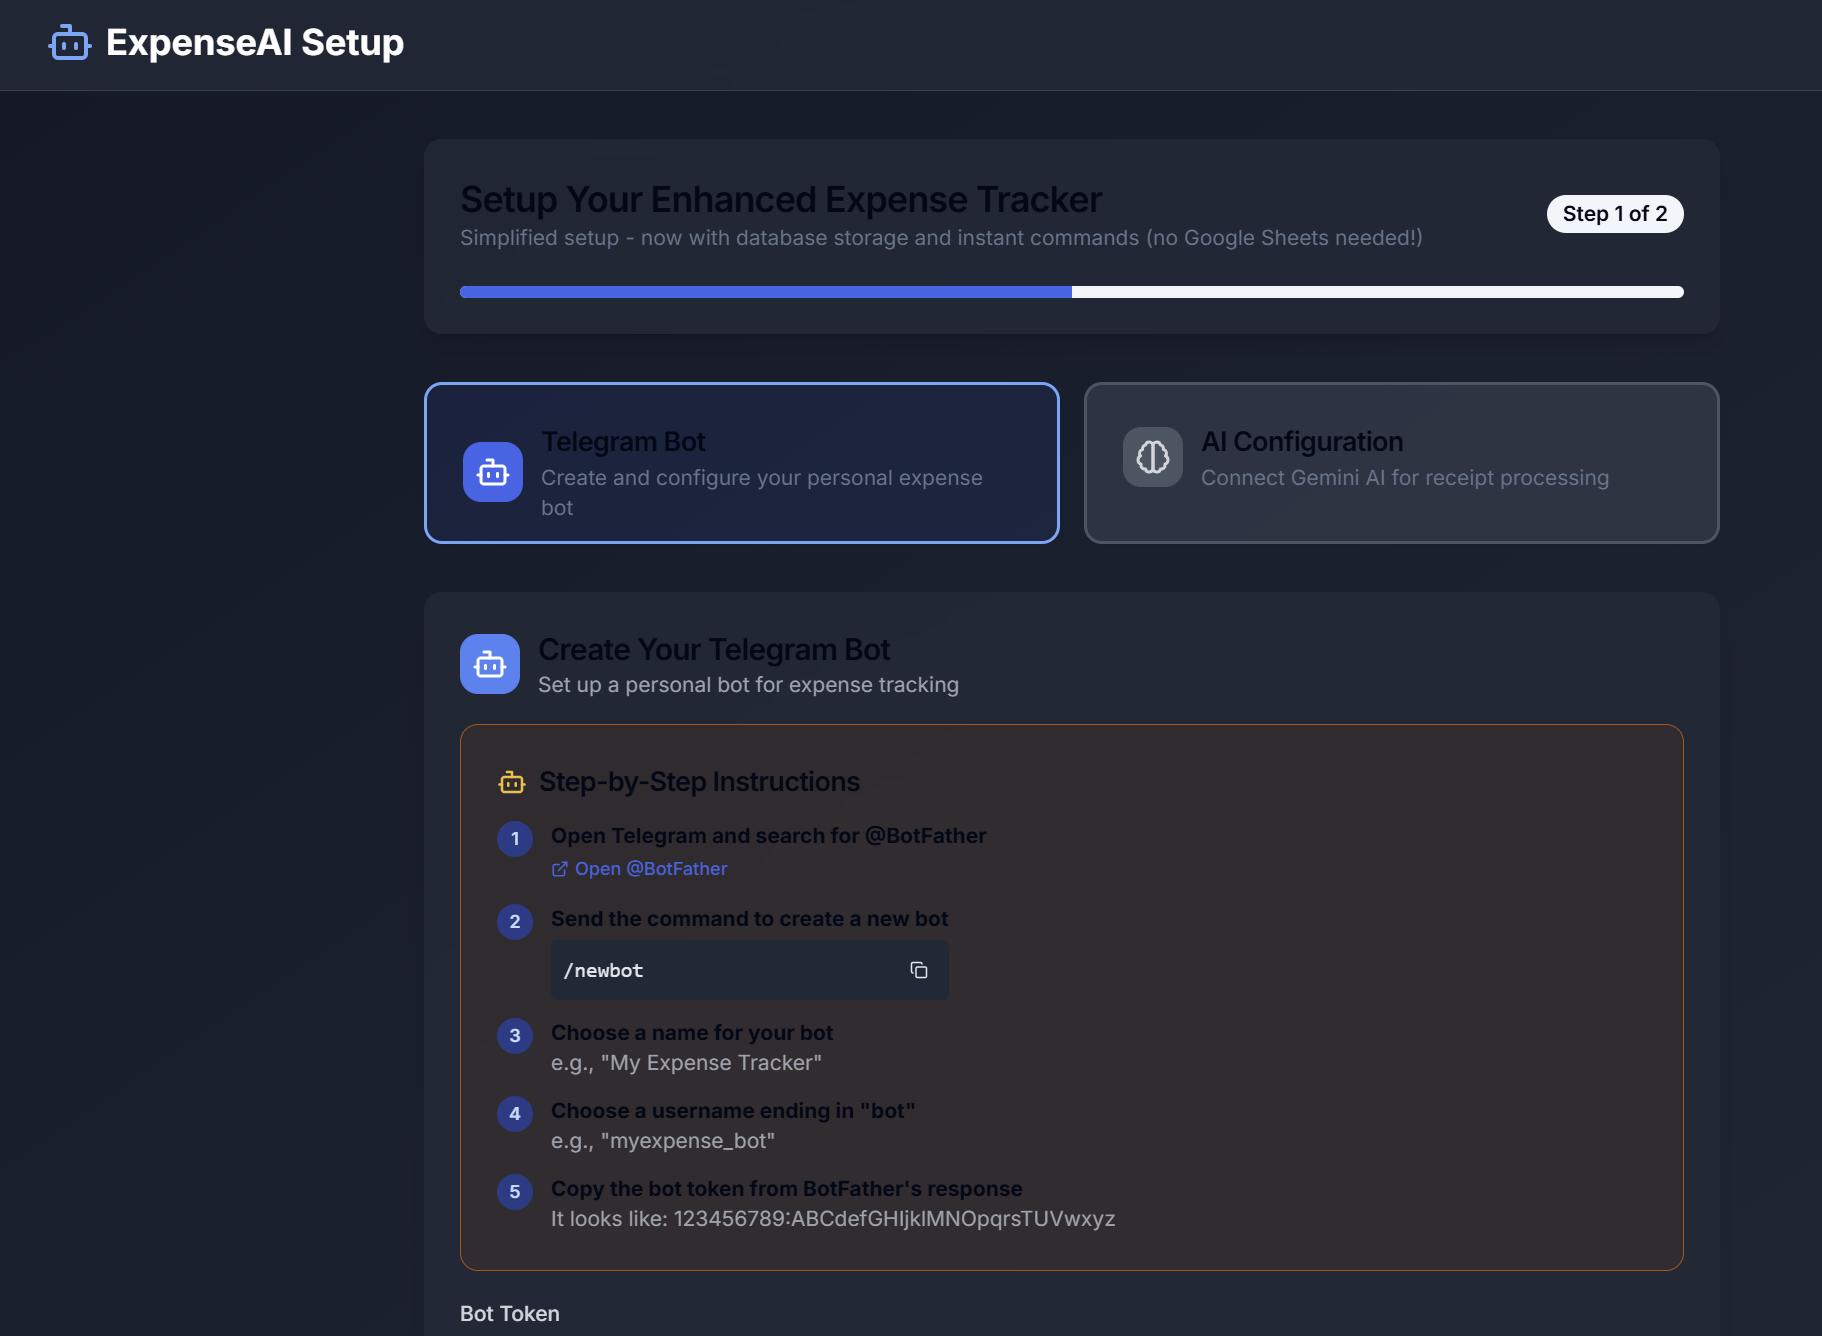 ExpenseAI Setup
Setup Your Enhanced Expense Tracker
Simplified setup - now with database storage and instant commands (no Google Sheets needed!)
Step 1 of 2
Telegram Bot
Create and configure your personal expense
bot
AI Configuration
Connect Gemini AI for receipt processing
Create Your Telegram Bot
Set up a personal bot for expense tracking
Step-by-Step Instructions
1
Open Telegram and search for @BotFather
Open @BotFather
2
Send the command to create a new bot
/newbot
3
Choose a name for your bot
e.g., "My Expense Tracker"
4
Choose a username ending in "bot"
e.g., "myexpense_bot"
5
Copy the bot token from BotFather's response
It looks like: 123456789:ABCdefGHIjklMNOpqrsTUVwxyz
Bot Token